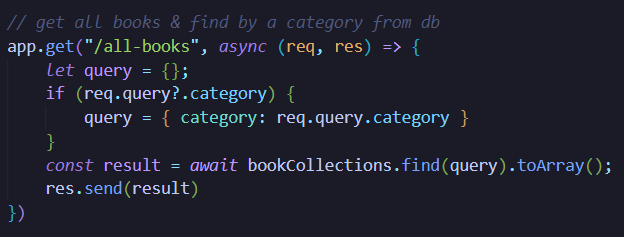 // get all books & find by a category from db
app.get("/all-books", async (req, res) => {
    let query = {};
    if (req.query?.category) {
        query = { category: req.query.category }
    }
    const result = await bookCollections.find(query).toArray();
    res.send(result)
})